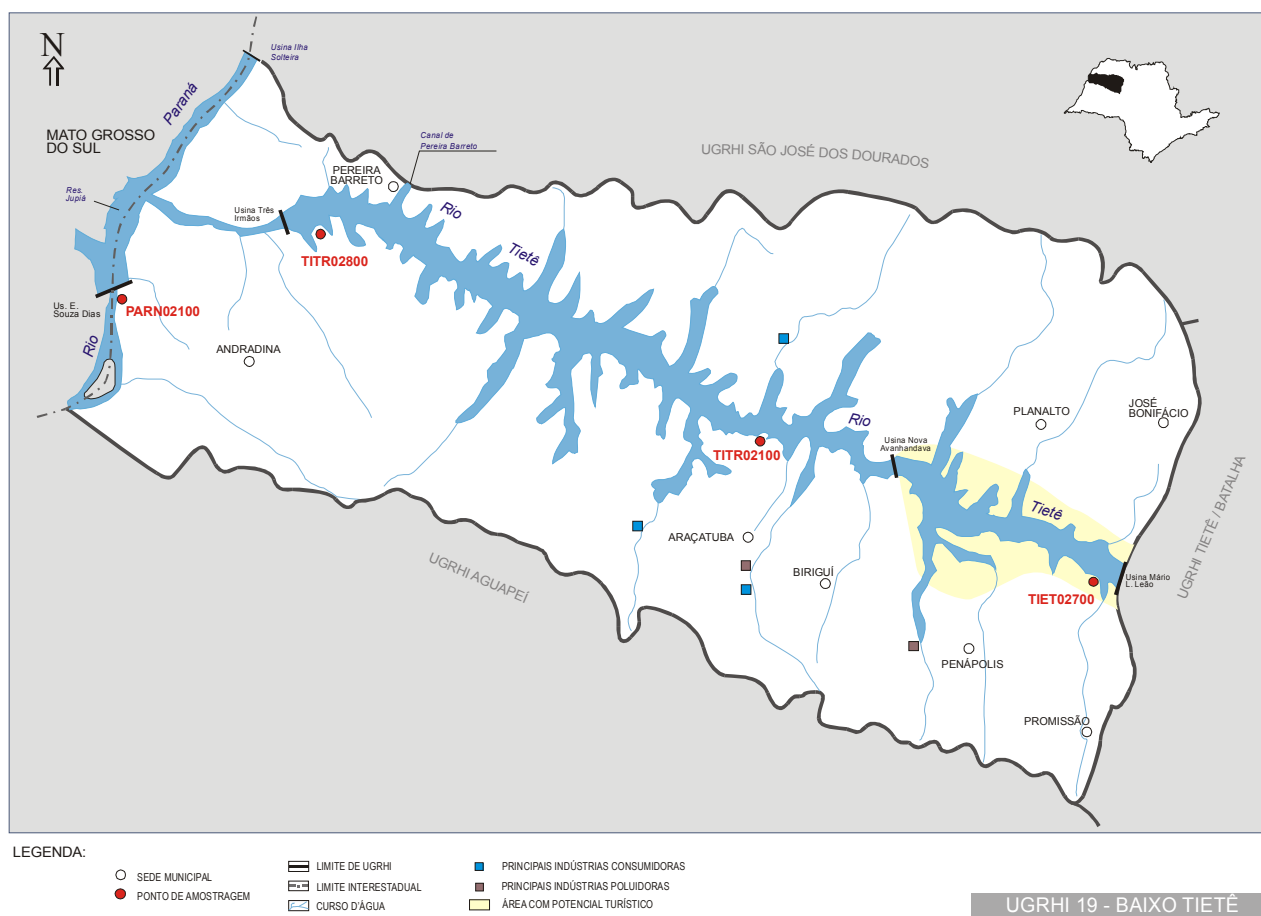 N
Usina Ilha
Solteira
Paraná
MATO GROSSO
DO SUL
Canal de
Pereira Barreto
UGRHI SÃO JOSÉ DOS DOURADOS
PEREIRA
BARRETO
Res.
Jupiá
Usina Três
Irmãos
Rio
Tietê
TITR02800
PARN02100
Us. E.
Souza Dias
Rio
ANDRADINA
Rio
PLANALTO
JOSÉ
BONIFÁCIO
TITR02100
Usina Nova
Avanhandava
Tietê
UGRHI TIETÊ / BATALHA
ARAÇATUBA
UGRHI AGUAPEÍ
BIRIGUÍ
Usina Mário
L. Leão
TIET02700
PENÁPOLIS
PROMISSÃO
LEGENDA:
SEDE MUNICIPAL
PONTO DE AMOSTRAGEM
LIMITE DE UGRHI
LIMITE INTERESTADUAL
CURSO D'ÁGUA
PRINCIPAIS INDÚSTRIAS CONSUMIDORAS
PRINCIPAIS INDÚSTRIAS POLUIDORAS
ÁREA COM POTENCIAL TURÍSTICO
UGRHI 19 - BAIXO TIETÊ